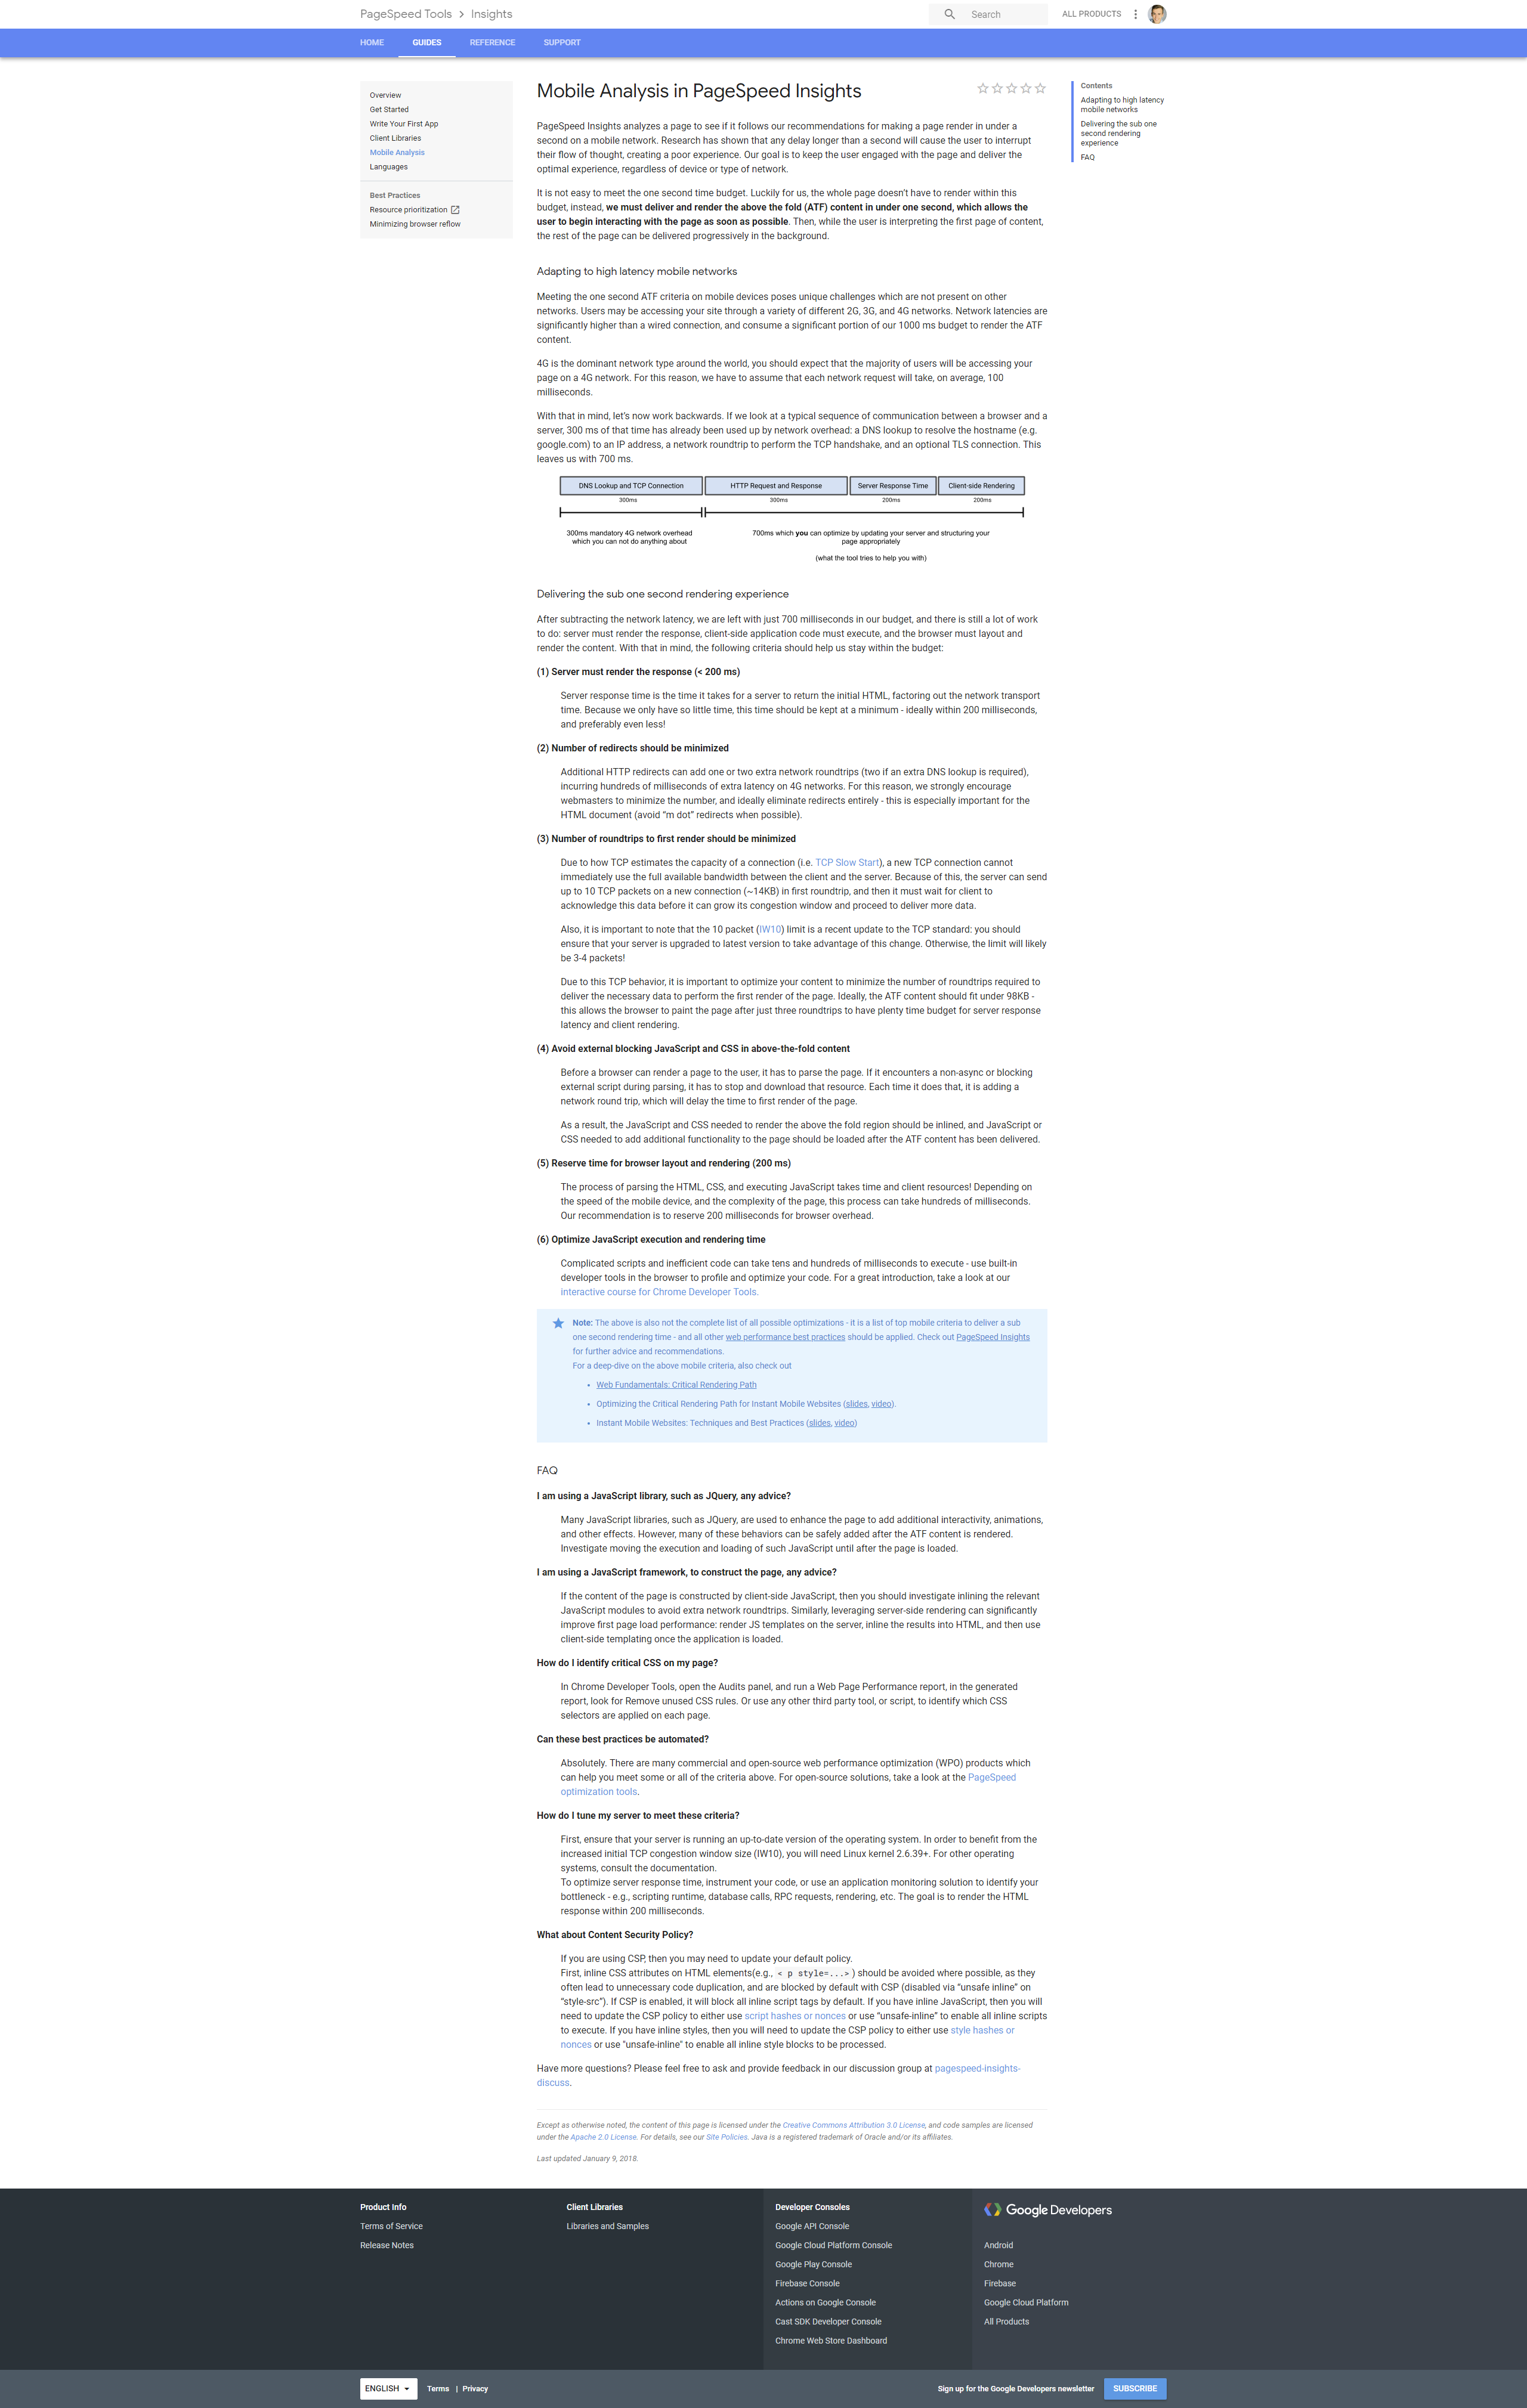 PageSpeed Tools > Insights
Search
ALL PRODUCTS
HOME
GUIDES
REFERENCE
SUPPORT
Overview
Get Started
Write Your First App
Client Libraries
Mobile Analysis
Languages
Best Practices
Resource prioritization
Minimizing browser reflow
Mobile Analysis in PageSpeed Insights
PageSpeed Insights analyzes a page to see if it follows our recommendations for making a page render in under a
second on a mobile network. Research has shown that any delay longer than a second will cause the user to interrupt
their flow of thought, creating a poor experience. Our goal is to keep the user engaged with the page and deliver the
optimal experience, regardless of device or type of network.
It is not easy to meet the one second time budget. Luckily for us, the whole page doesn’t have to render within this
budget, instead, we must deliver and render the above the fold (ATF) content in under one second, which allows the
user to begin interacting with the page as soon as possible. Then, while the user is interpreting the first page of content,
the rest of the page can be delivered progressively in the background.
Adapting to high latency mobile networks
Meeting the one second ATF criteria on mobile devices poses unique challenges which are not present on other
networks. Users may be accessing your site through a variety of different 2G, 3G, and 4G networks. Network latencies are
significantly higher than a wired connection, and consume a significant portion of our 1000 ms budget to render the ATF
content.
4G is the dominant network type around the world, you should expect that the majority of users will be accessing your
page on a 4G network. For this reason, we have to assume that each network request will take, on average, 100
milliseconds.
With that in mind, let's now work backwards. If we look at a typical sequence of communication between a browser and a
server, 300 ms of that time has already been used up by network overhead: a DNS lookup to resolve the hostname (e.g.
google.com) to an IP address, a network roundtrip to perform the TCP handshake, and an optional TLS connection. This
leaves us with 700 ms.
DNS Lookup and TCP Connection
HTTP Request and Response
Server Response Time
Client-side Rendering
300ms
300ms
200ms
200ms
300ms mandatory 4G network overhead
which you can not do anything about
700ms which you can optimize by updating your server and structuring your
page appropriately
(what the tool tries to help you with)
Delivering the sub one second rendering experience
After subtracting the network latency, we are left with just 700 milliseconds in our budget, and there is still a lot of work
to do: server must render the response, client-side application code must execute, and the browser must layout and
render the content. With that in mind, the following criteria should help us stay within the budget:
(1) Server must render the response (< 200 ms)
Server response time is the time it takes for a server to return the initial HTML, factoring out the network transport
time. Because we only have so little time, this time should be kept at a minimum - ideally within 200 milliseconds,
and preferably even less!
(2) Number of redirects should be minimized
Additional HTTP redirects can add one or two extra network roundtrips (two if an extra DNS lookup is required),
incurring hundreds of milliseconds of extra latency on 4G networks. For this reason, we strongly encourage
webmasters to minimize the number, and ideally eliminate redirects entirely - this is especially important for the
HTML document (avoid “m dot” redirects when possible).
(3) Number of roundtrips to first render should be minimized
Due to how TCP estimates the capacity of a connection (i.e. TCP Slow Start), a new TCP connection cannot
immediately use the full available bandwidth between the client and the server. Because of this, the server can send
up to 10 TCP packets on a new connection (~14KB) in first roundtrip, and then it must wait for client to
acknowledge this data before it can grow its congestion window and proceed to deliver more data.
Also, it is important to note that the 10 packet (IW10) limit is a recent update to the TCP standard: you should
ensure that your server is upgraded to latest version to take advantage of this change. Otherwise, the limit will likely
be 3-4 packets!
Due to this TCP behavior, it is important to optimize your content to minimize the number of roundtrips required to
deliver the necessary data to perform the first render of the page. Ideally, the ATF content should fit under 98KB -
this allows the browser to paint the page after just three roundtrips to have plenty time budget for server response
latency and client rendering.
(4) Avoid external blocking JavaScript and CSS in above-the-fold content
Before a browser can render a page to the user, it has to parse the page. If it encounters a non-async or blocking
external script during parsing, it has to stop and download that resource. Each time it does that, it is adding a
network round trip, which will delay the time to first render of the page.
As a result, the JavaScript and CSS needed to render the above the fold region should be inlined, and JavaScript or
CSS needed to add additional functionality to the page should be loaded after the ATF content has been delivered.
(5) Reserve time for browser layout and rendering (200 ms)
The process of parsing the HTML, CSS, and executing JavaScript takes time and client resources! Depending on
the speed of the mobile device, and the complexity of the page, this process can take hundreds of milliseconds.
Our recommendation is to reserve 200 milliseconds for browser overhead.
(6) Optimize JavaScript execution and rendering time
Complicated scripts and inefficient code can take tens and hundreds of milliseconds to execute - use built-in
developer tools in the browser to profile and optimize your code. For a great introduction, take a look at our
interactive course for Chrome Developer Tools.
Note: The above is also not the complete list of all possible optimizations - it is a list of top mobile criteria to deliver a sub
one second rendering time - and all other web performance best practices should be applied. Check out PageSpeed Insights
for further advice and recommendations.
For a deep-dive on the above mobile criteria, also check out
• Web Fundamentals: Critical Rendering Path
• Optimizing the Critical Rendering Path for Instant Mobile Websites (slides, video).
• Instant Mobile Websites: Techniques and Best Practices (slides, video)
FAQ
I am using a JavaScript library, such as JQuery, any advice?
Many JavaScript libraries, such as JQuery, are used to enhance the page to add additional interactivity, animations,
and other effects. However, many of these behaviors can be safely added after the ATF content is rendered.
Investigate moving the execution and loading of such JavaScript until after the page is loaded.
I am using a JavaScript framework, to construct the page, any advice?
If the content of the page is constructed by client-side JavaScript, then you should investigate inlining the relevant
JavaScript modules to avoid extra network roundtrips. Similarly, leveraging server-side rendering can significantly
improve first page load performance: render JS templates on the server, inline the results into HTML, and then use
client-side templating once the application is loaded.
How do I identify critical CSS on my page?
In Chrome Developer Tools, open the Audits panel, and run a Web Page Performance report, in the generated
report, look for Remove unused CSS rules. Or use any other third party tool, or script, to identify which CSS
selectors are applied on each page.
Can these best practices be automated?
Absolutely. There are many commercial and open-source web performance optimization (WPO) products which
can help you meet some or all of the criteria above. For open-source solutions, take a look at the PageSpeed
optimization tools.
How do I tune my server to meet these criteria?
First, ensure that your server is running an up-to-date version of the operating system. In order to benefit from the
increased initial TCP congestion window size (IW10), you will need Linux kernel 2.6.39+. For other operating
systems, consult the documentation.
To optimize server response time, instrument your code, or use an application monitoring solution to identify your
bottleneck - e.g., scripting runtime, database calls, RPC requests, rendering, etc. The goal is to render the HTML
response within 200 milliseconds.
What about Content Security Policy?
If you are using CSP, then you may need to update your default policy.
First, inline CSS attributes on HTML elements(e.g., < p style=...>) should be avoided where possible, as they
often lead to unnecessary code duplication, and are blocked by default with CSP (disabled via “unsafe inline” on
“style-src”). If CSP is enabled, it will block all inline script tags by default. If you have inline JavaScript, then you will
need to update the CSP policy to either use script hashes or nonces or use “unsafe-inline” to enable all inline scripts
to execute. If you have inline styles, then you will need to update the CSP policy to either use style hashes or
nonces or use "unsafe-inline" to enable all inline style blocks to be processed.
Have more questions? Please feel free to ask and provide feedback in our discussion group at pagespeed-insights-
discuss.
Except as otherwise noted, the content of this page is licensed under the Creative Commons Attribution 3.0 License, and code samples are licensed
under the Apache 2.0 License. For details, see our Site Policies. Java is a registered trademark of Oracle and/or its affiliates.
Last updated January 9, 2018.
Contents
Adapting to high latency
mobile networks
Delivering the sub one
second rendering
experience
FAQ
Product Info
Terms of Service
Release Notes
Client Libraries
Libraries and Samples
Developer Consoles
Google API Console
Google Cloud Platform Console
Google Play Console
Firebase Console
Actions on Google Console
Cast SDK Developer Console
Chrome Web Store Dashboard
Google Developers
Android
Chrome
Firebase
Google Cloud Platform
All Products
ENGLISH
Terms | Privacy
Sign up for the Google Developers newsletter
SUBSCRIBE